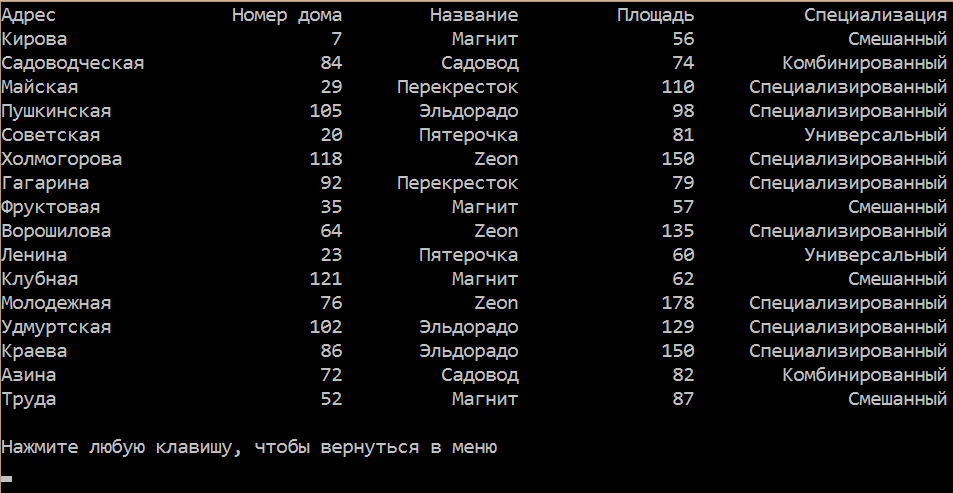 Адрес Номер дома Название Площадь Специализация
Кирова 7 Магнит 56 Смешанный
Садоводческая 84 Садовод 74 Комбинированный
Майская 29 Перекресток 110 Специализированный
Пушкинская 105 Эльдорадо 98 Специализированный
Советская 20 Пятерочка 81 Универсальный
Холмогорова 118 Zeon 150 Специализированный
Гагарина 92 Перекресток 79 Специализированный
Фруктовая 35 Магнит 57 Смешанный
Ворошилова 64 Zeon 135 Специализированный
Ленина 23 Пятерочка 60 Универсальный
Клубная 121 Магнит 62 Смешанный
Молодежная 76 Zeon 178 Специализированный
Удмуртская 102 Эльдорадо 129 Специализированный
Краева 86 Эльдорадо 150 Специализированный
Азина 72 Садовод 82 Комбинированный
Труда 52 Магнит 87 Смешанный
Нажмите любую клавишу, чтобы вернуться в меню